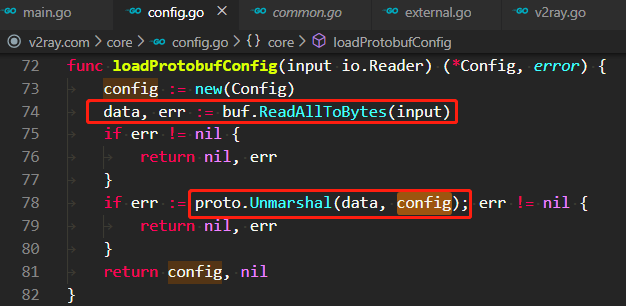 main.go config.go × common.go external.go v2ray.go
v2ray.com > core > config.go > {} core > loadProtobufConfig
72 func loadProtobufConfig(input io.Reader) (*Config, error) {
73 config := new(Config)
74 data, err := buf.ReadAllToBytes(input)
75 if err != nil {
76 return nil, err
77 }
78 if err := proto.Unmarshal(data, config); err != nil {
79 return nil, err
80 }
81 return config, nil
82 }